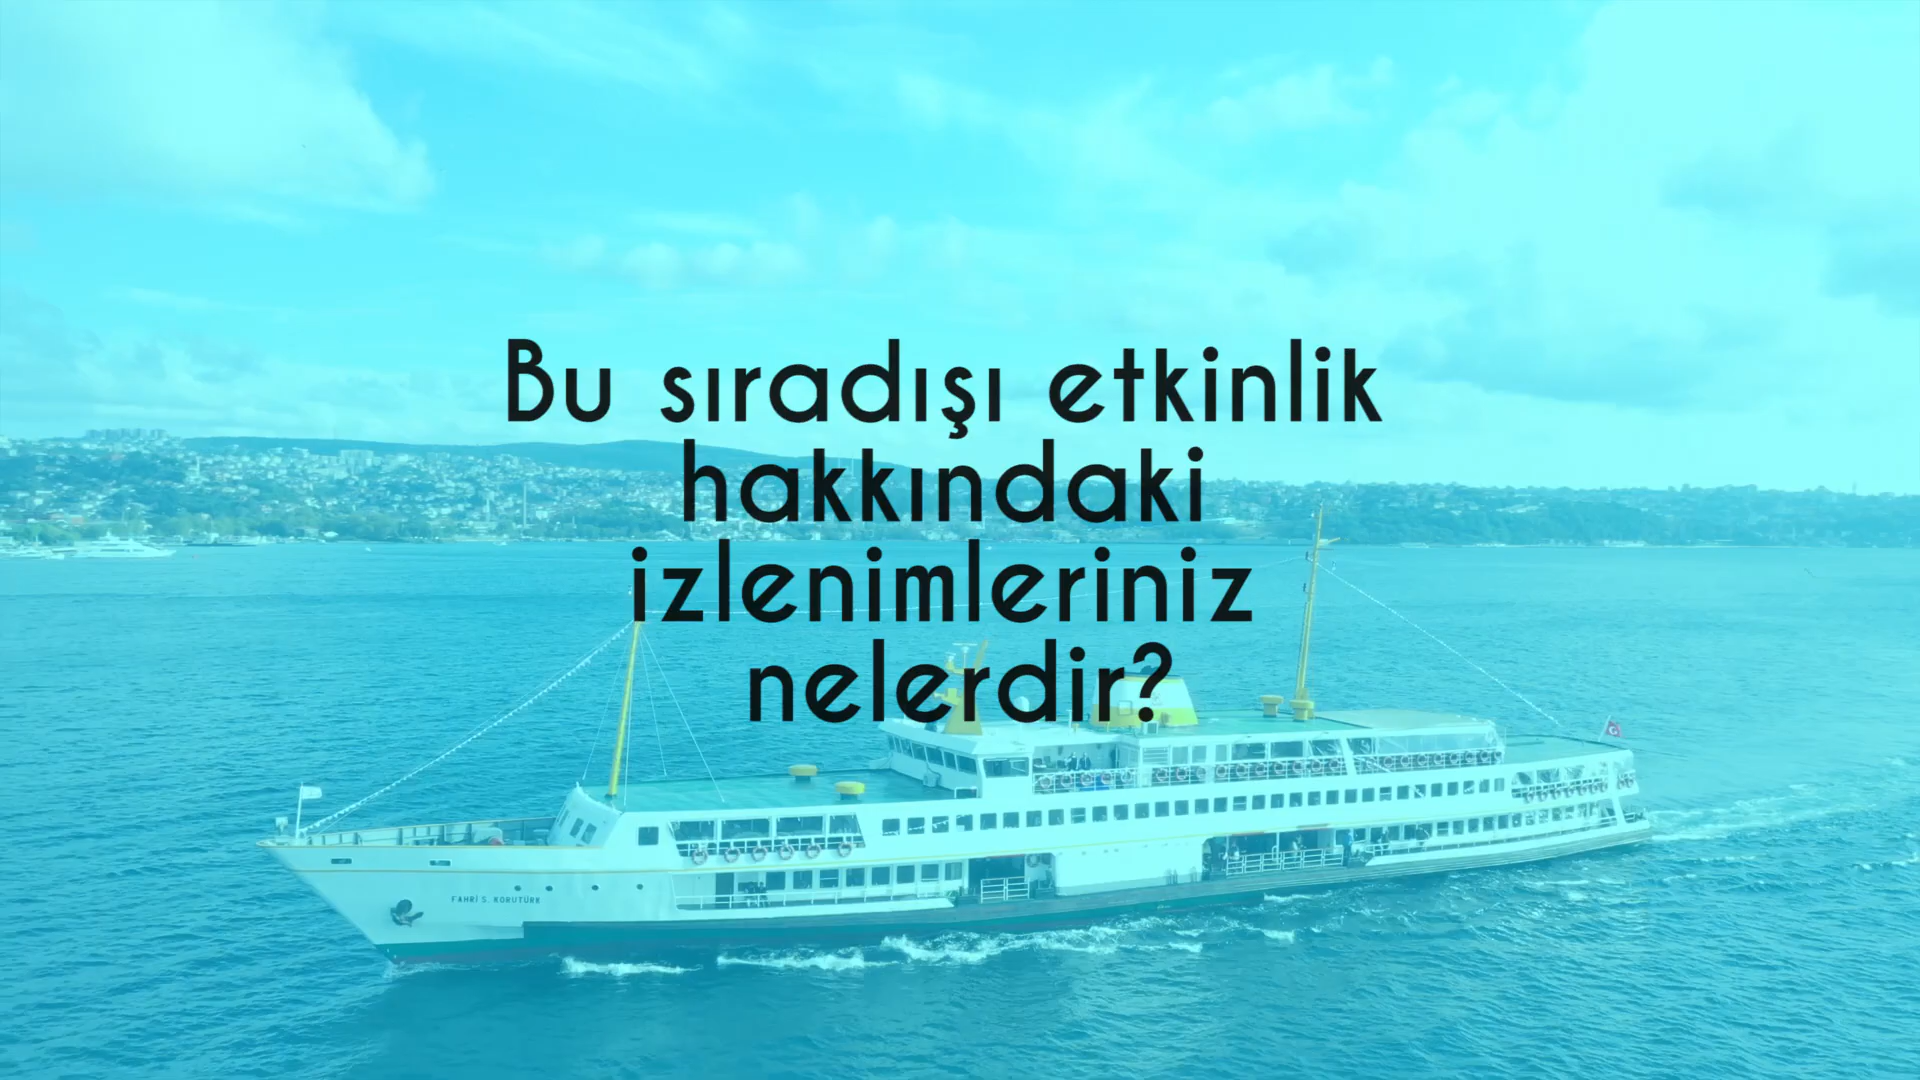 Bu sıradışı etkinlik
hakkındaki
izlenimleriniz
nelerdir?
FAHRİ S. KORUTÜRK